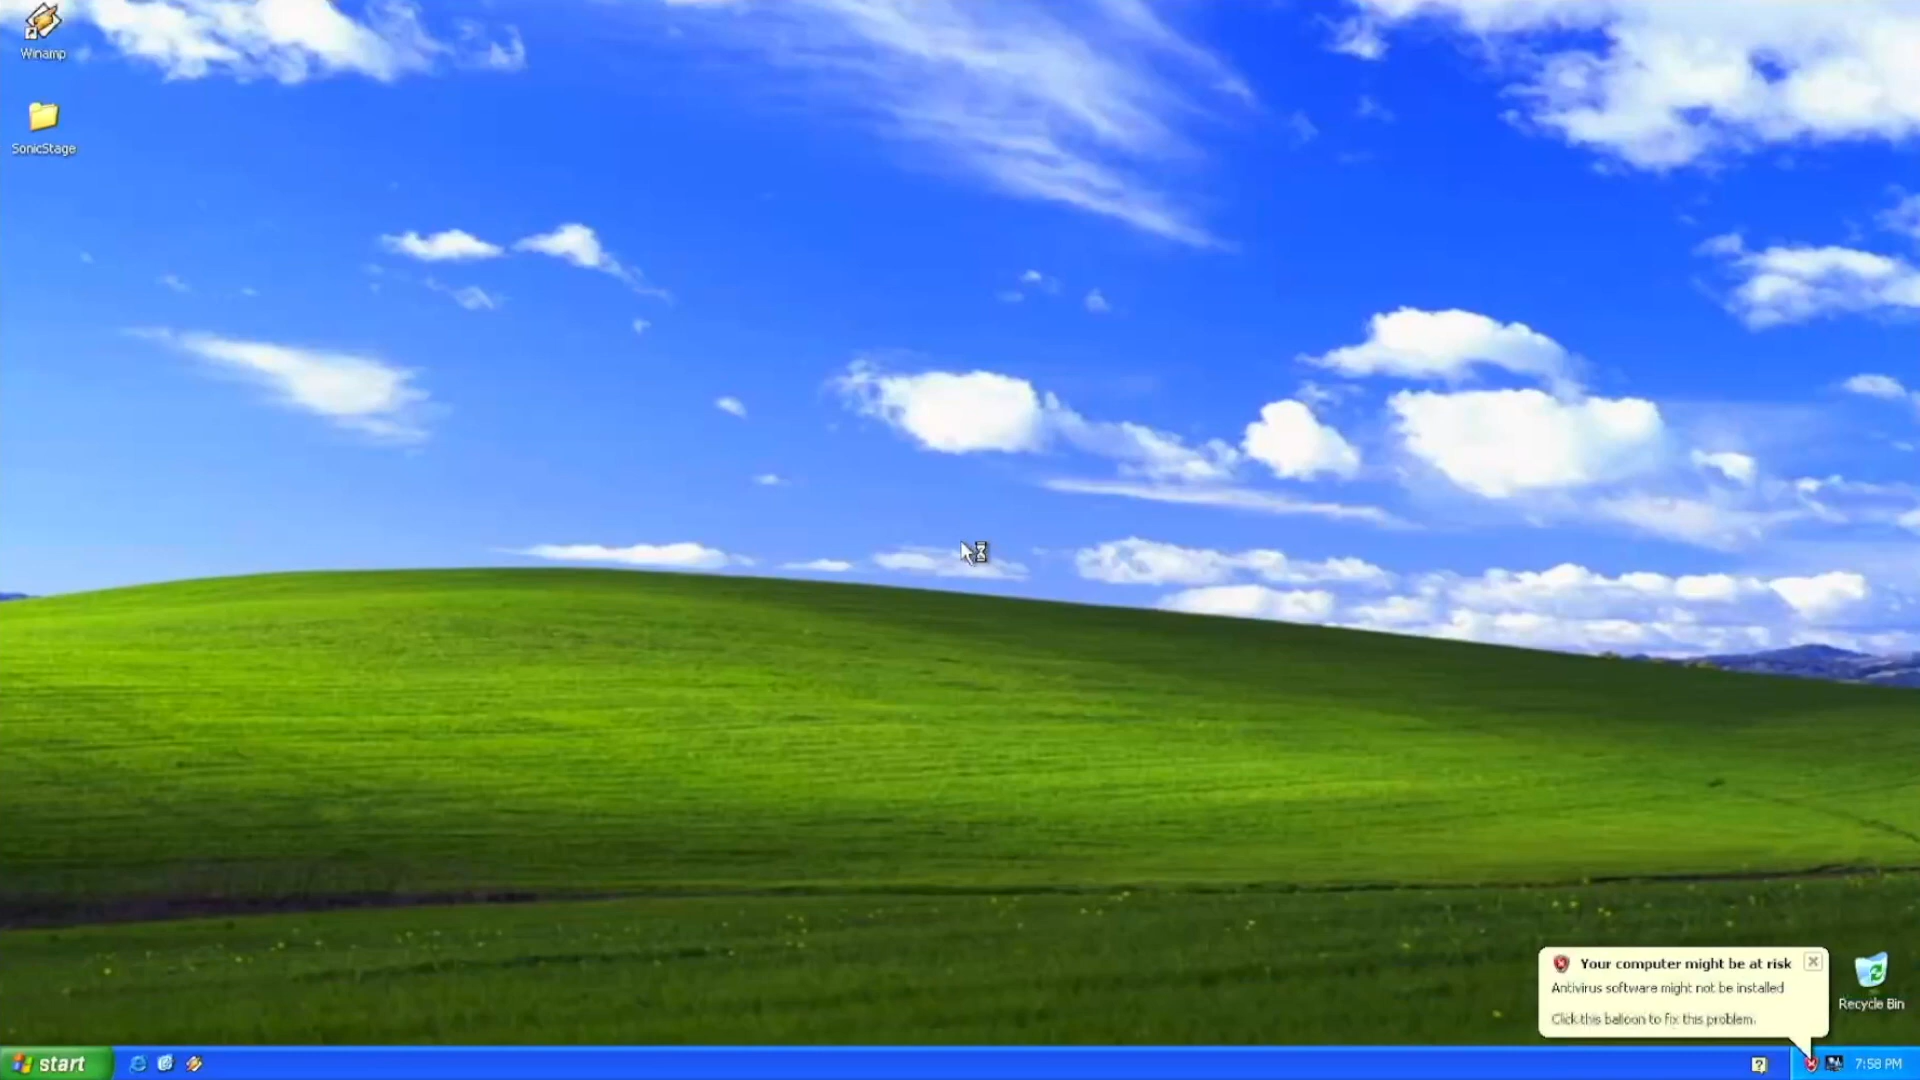 Winamp
SonicStage
Your computer might be at risk
Antivirus software might not be installed
Click this balloon to fix this problem.
Recycle Bin
start
7:58 PM